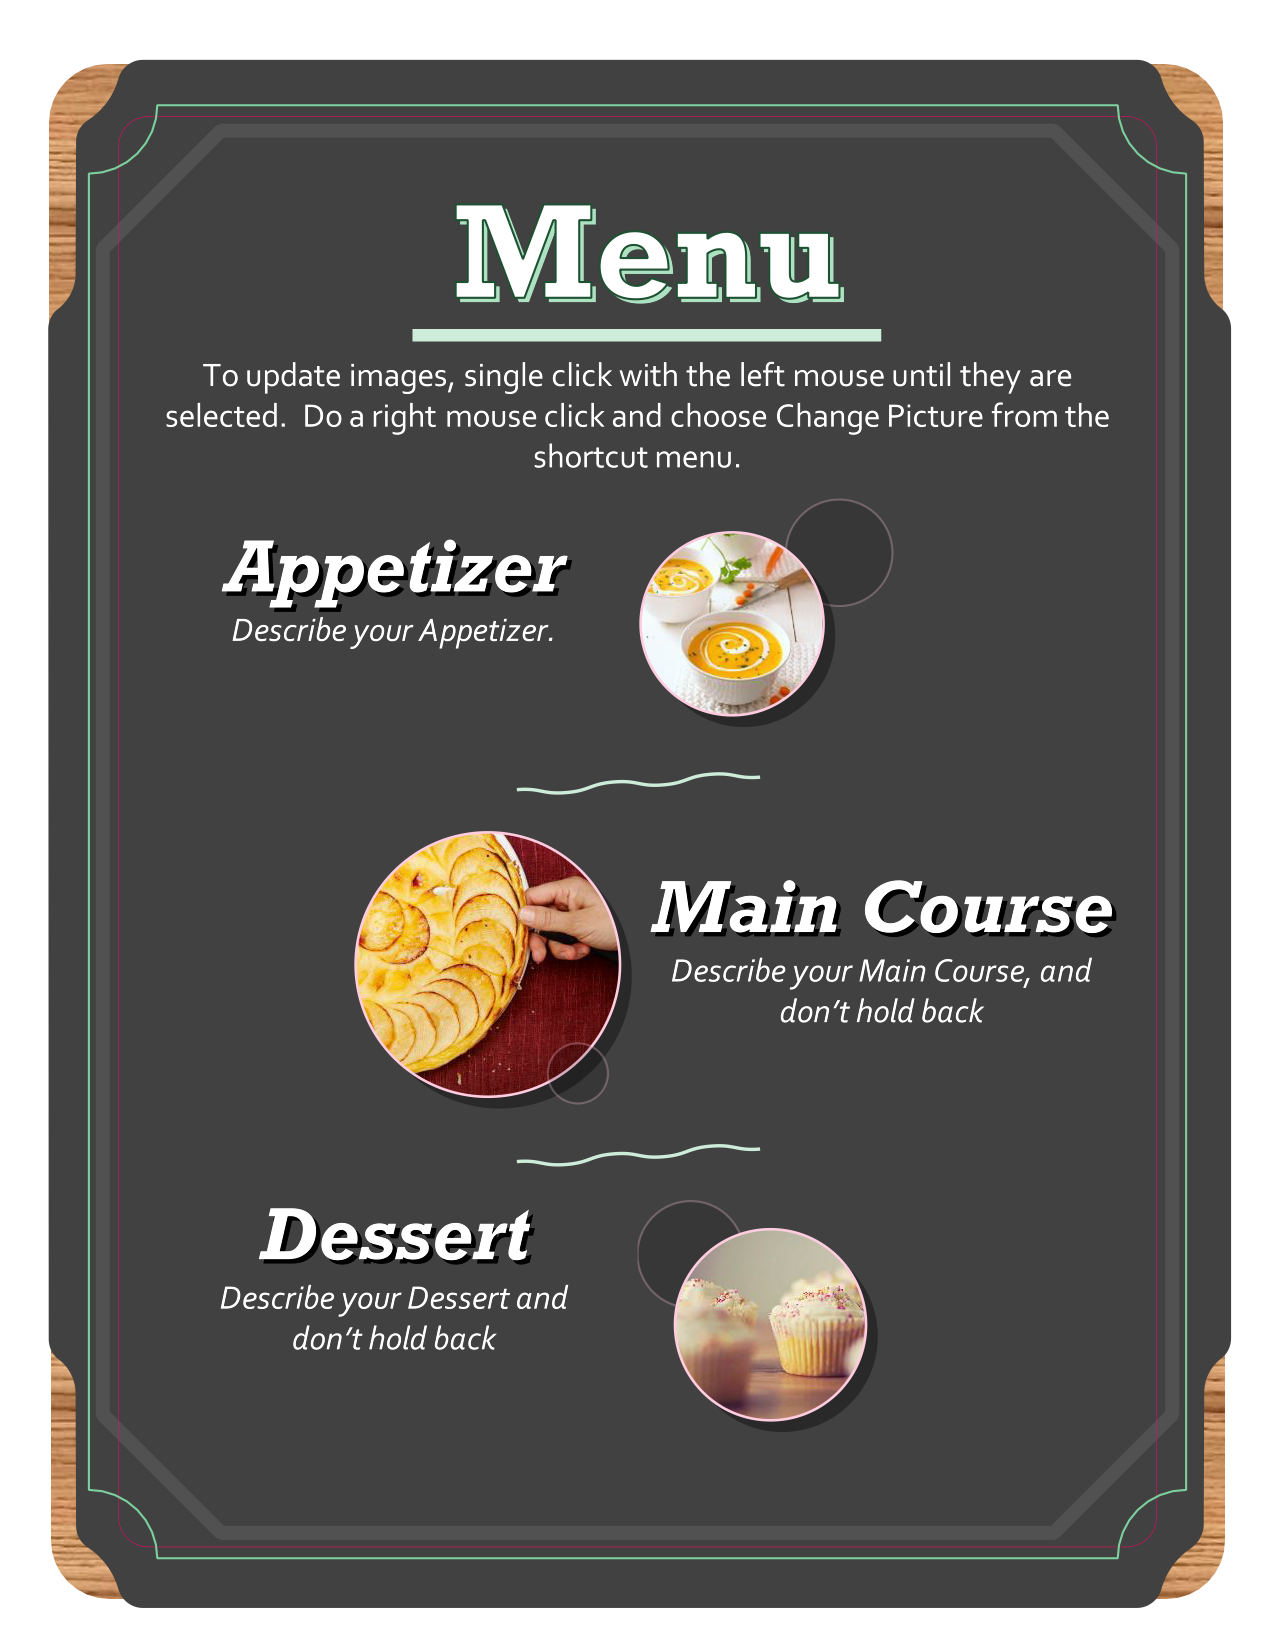 Menu
To update images, single click with the left mouse until they are
selected.  Do a right mouse click and choose Change Picture from the
shortcut menu.
Appetizer
Describe your Appetizer.
Main Course
Describe your Main Course, and
don’t hold back
Dessert
Describe your Dessert and
don’t hold back